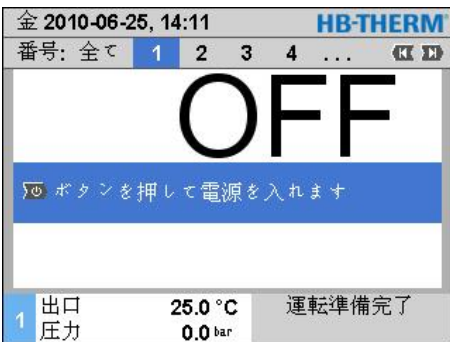 金 2010-06-25, 14:11 HB-THERM
番号: 全て 1 2 3 4 ...
OFF
ボタンを押して電源を入れます
1 出口 25.0 °C 運転準備完了
圧力 0.0 bar